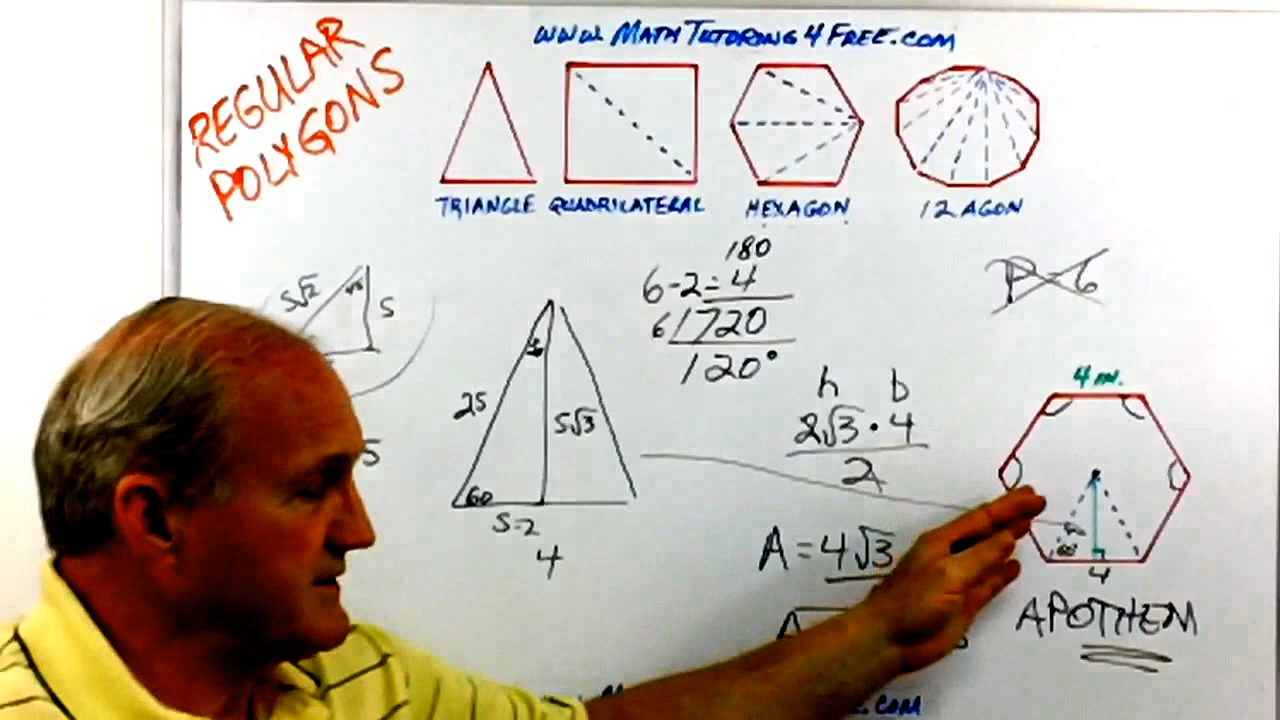 www.MathTutoring4Free.com
REGULAR
POLYGONS
TRIANGLE QUADRILATERAL HEXAGON 12 AGON
180
6-2=4
6 720
120°
P 6
S√2
S
2S
S√3
60
S=2
4
h b
2√3 · 4
2
A = 4√3
4 in.
4
APOTHEM